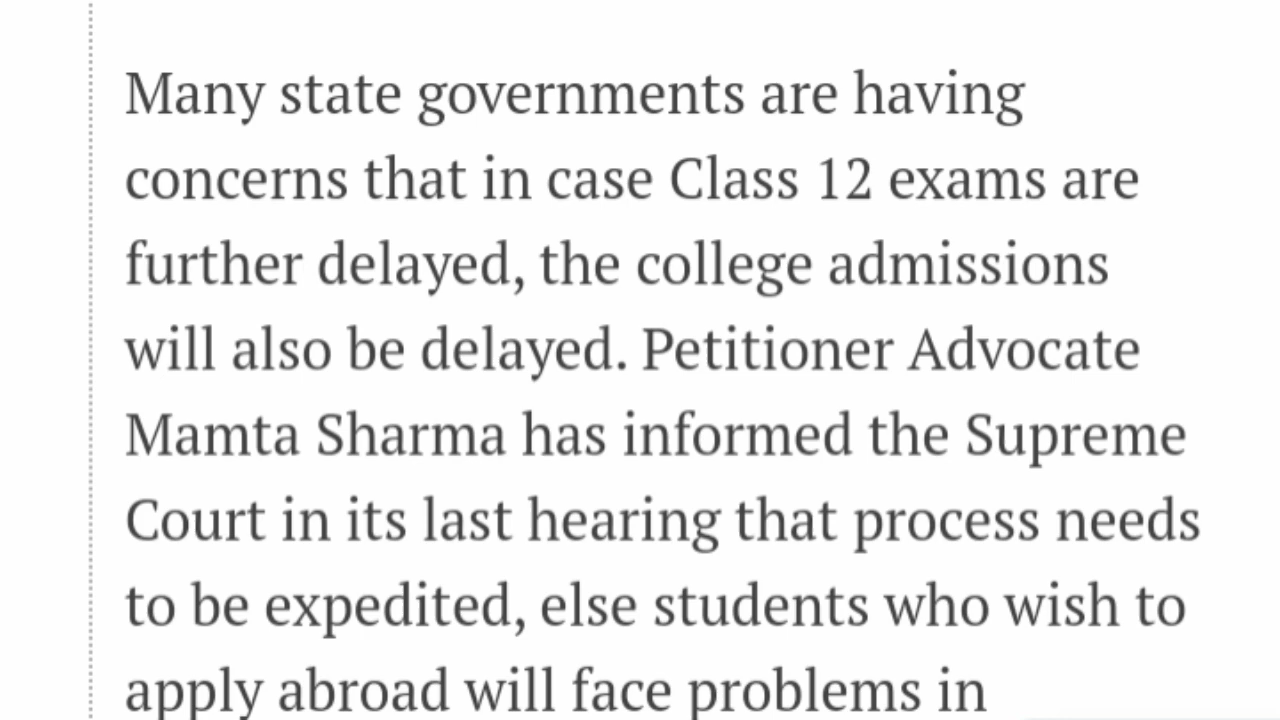 Many state governments are having
concerns that in case Class 12 exams are
further delayed, the college admissions
will also be delayed. Petitioner Advocate
Mamta Sharma has informed the Supreme
Court in its last hearing that process needs
to be expedited, else students who wish to
apply abroad will face problems in